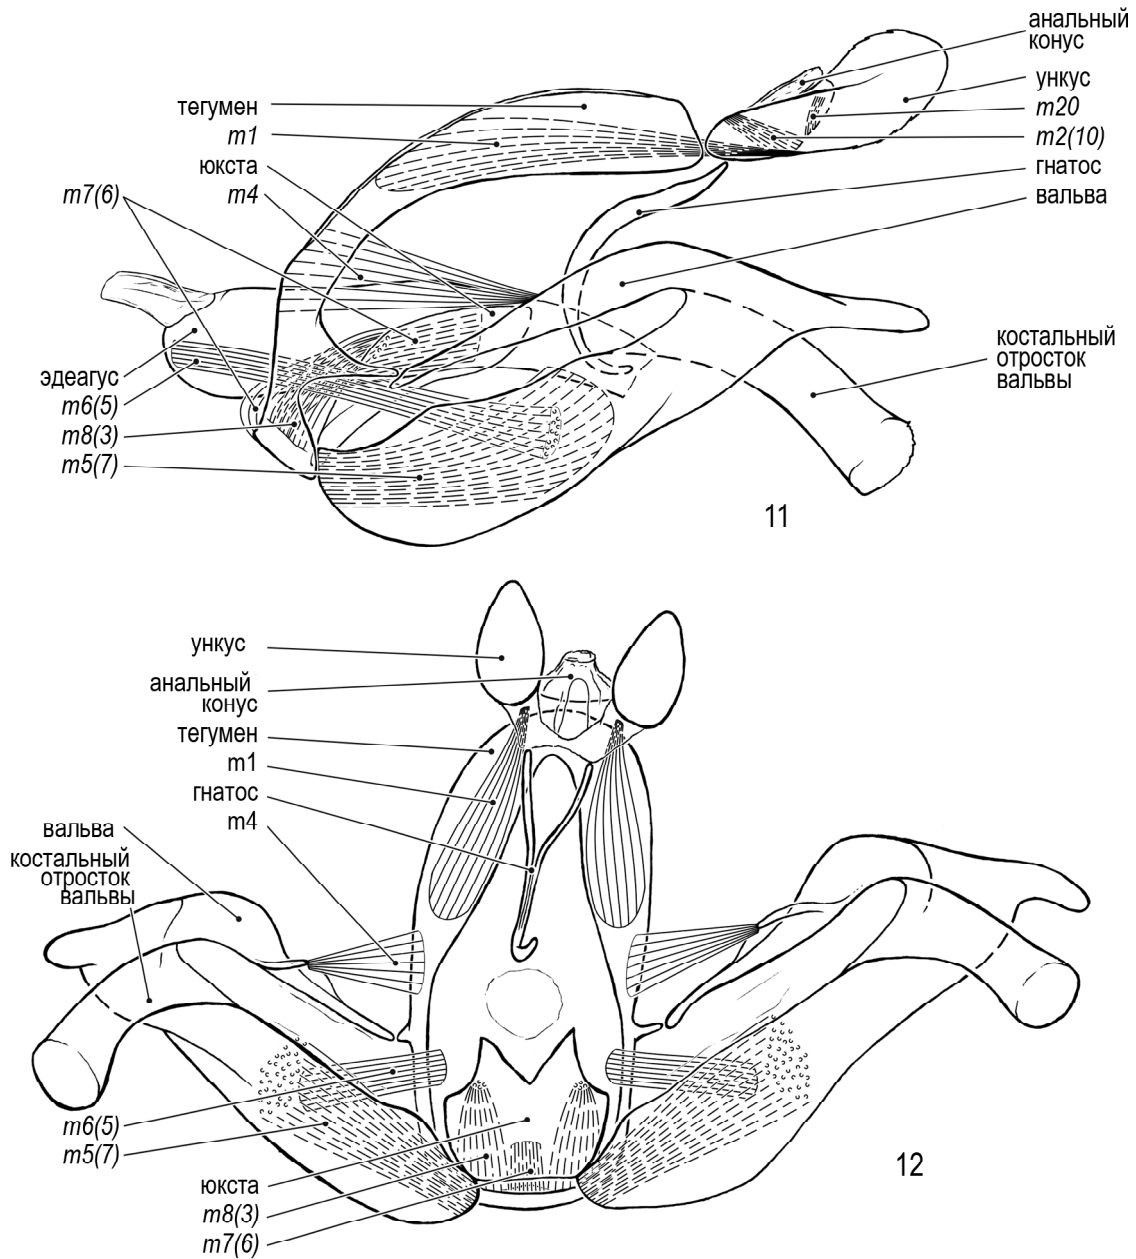 анальный
конус
ункус
m20
m2(10)
гнатос
вальва
костальный
отросток
вальвы
тегумен
m1
юкста
m4
m7(6)
эдеагус
m6(5)
m8(3)
m5(7)
11
ункус
анальный
конус
тегумен
m1
гнатос
m4
вальва
костальный
отросток
вальвы
m6(5)
m5(7)
юкста
m8(3)
m7(6)
12